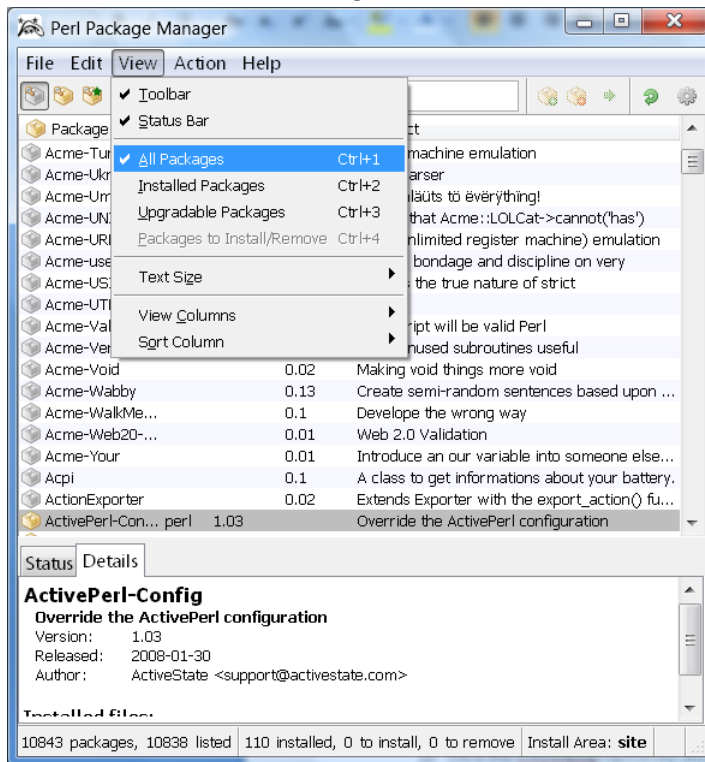 Perl Package Manager
File Edit View Action Help
Toolbar
Status Bar
All Packages Ctrl+1
Installed Packages Ctrl+2
Upgradable Packages Ctrl+3
Packages to Install/Remove Ctrl+4
Text Size
View Columns
Sort Column
Package
Acme-Tur machine emulation
Acme-Ukr arser
Acme-Um läüts tö ëvërÿthïng!
Acme-UNI that Acme::LOLCat->cannot('has')
Acme-URI nlimited register machine) emulation
Acme-use bondage and discipline on very
Acme-US the true nature of strict
Acme-UTI
Acme-Val ript will be valid Perl
Acme-Ver nused subroutines useful
Acme-Void 0.02 Making void things more void
Acme-Wabby 0.13 Create semi-random sentences based upon ...
Acme-WalkMe... 0.1 Develope the wrong way
Acme-Web20-... 0.01 Web 2.0 Validation
Acme-Your 0.01 Introduce an our variable into someone else...
Acpi 0.1 A class to get informations about your battery.
ActionExporter 0.02 Extends Exporter with the export_action() fu...
ActivePerl-Con... perl 1.03 Override the ActivePerl configuration
Status Details
ActivePerl-Config
Override the ActivePerl configuration
Version: 1.03
Released: 2008-01-30
Author: ActiveState <support@activestate.com>
Installed files:
10843 packages, 10838 listed 110 installed, 0 to install, 0 to remove Install Area: site